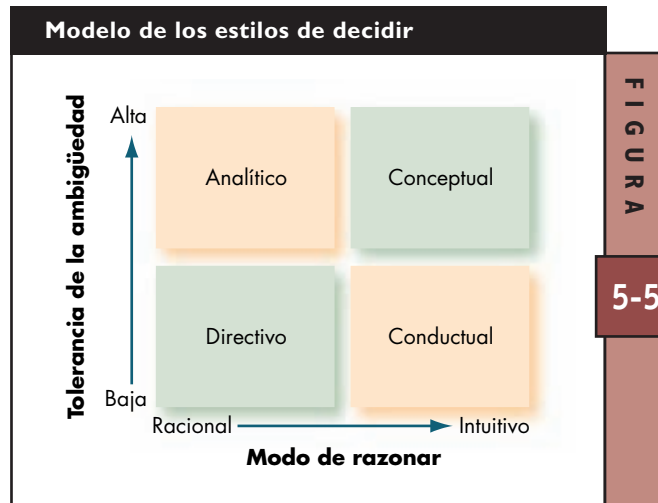 Modelo de los estilos de decidir
FIGURA
5-5
Tolerancia de la ambigüedad
Alta
Analítico
Conceptual
Directivo
Conductual
Baja
Racional
Intuitivo
Modo de razonar